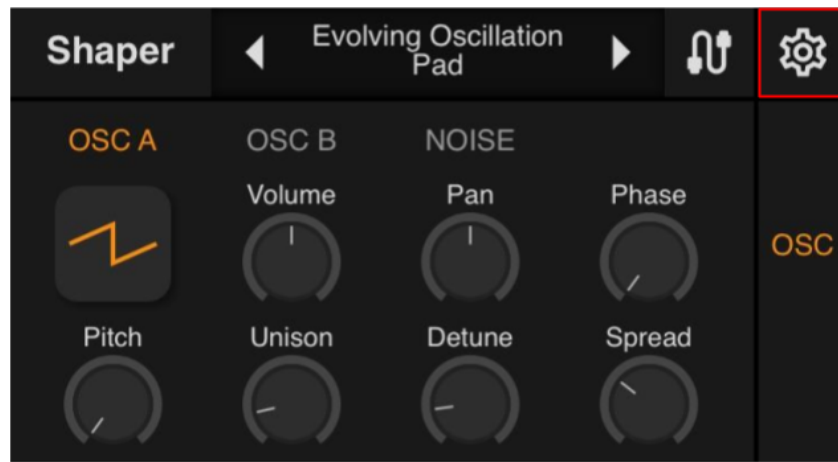 Shaper
Evolving Oscillation
Pad
OSC A
OSC B
NOISE
Volume
Pan
Phase
OSC
Pitch
Unison
Detune
Spread